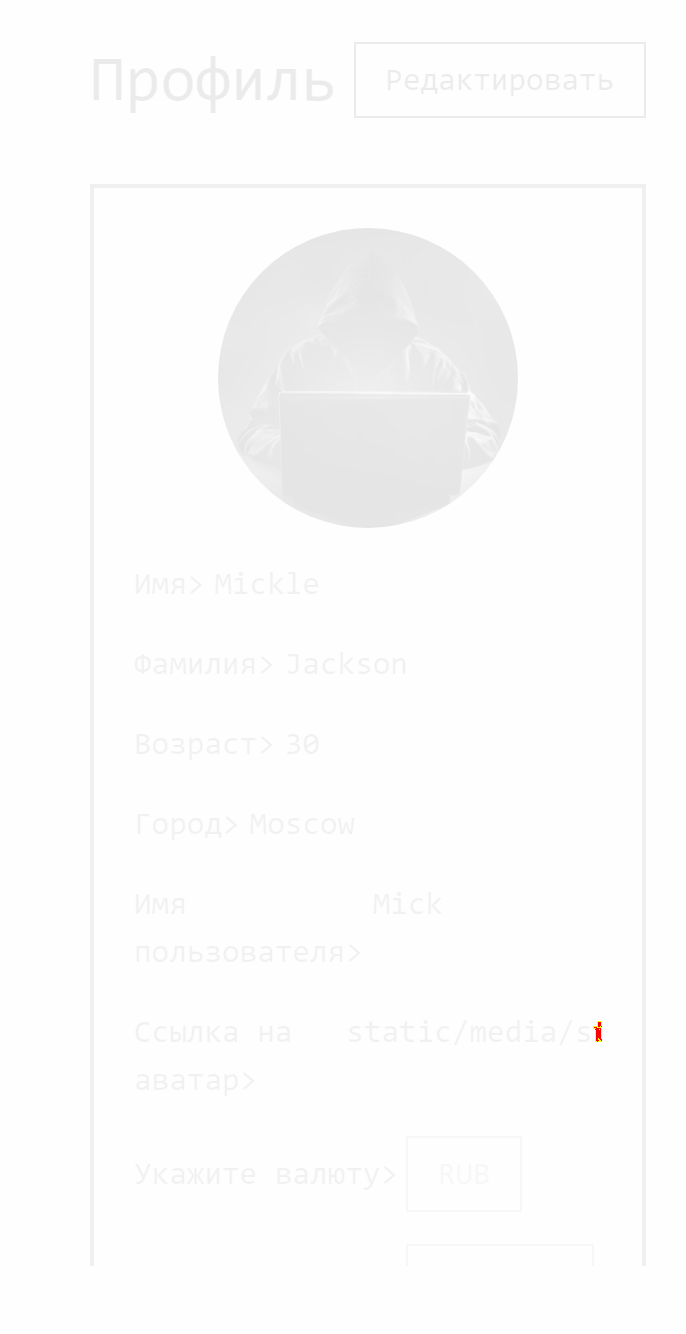 Профиль Редактировать
Имя> Mickle
Фамилия> Jackson
Возраст> 30
Город> Moscow
Имя Mick
пользователя>
Ссылка на static/media/s
аватар>
Укажите валюту> RUB